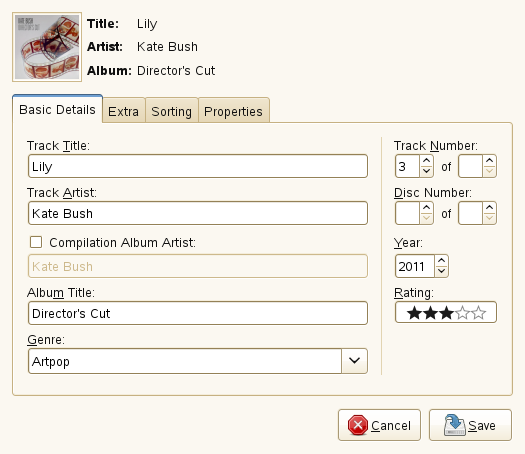 KATE BUSH
DIRECTOR'S CUT
Title: Lily
Artist: Kate Bush
Album: Director's Cut
Basic Details Extra Sorting Properties
Track Title: Track Number:
Lily 3 of
Track Artist: Disc Number:
Kate Bush of
Compilation Album Artist: Year:
Kate Bush 2011
Album Title: Rating:
Director's Cut
Genre:
Artpop
Cancel Save